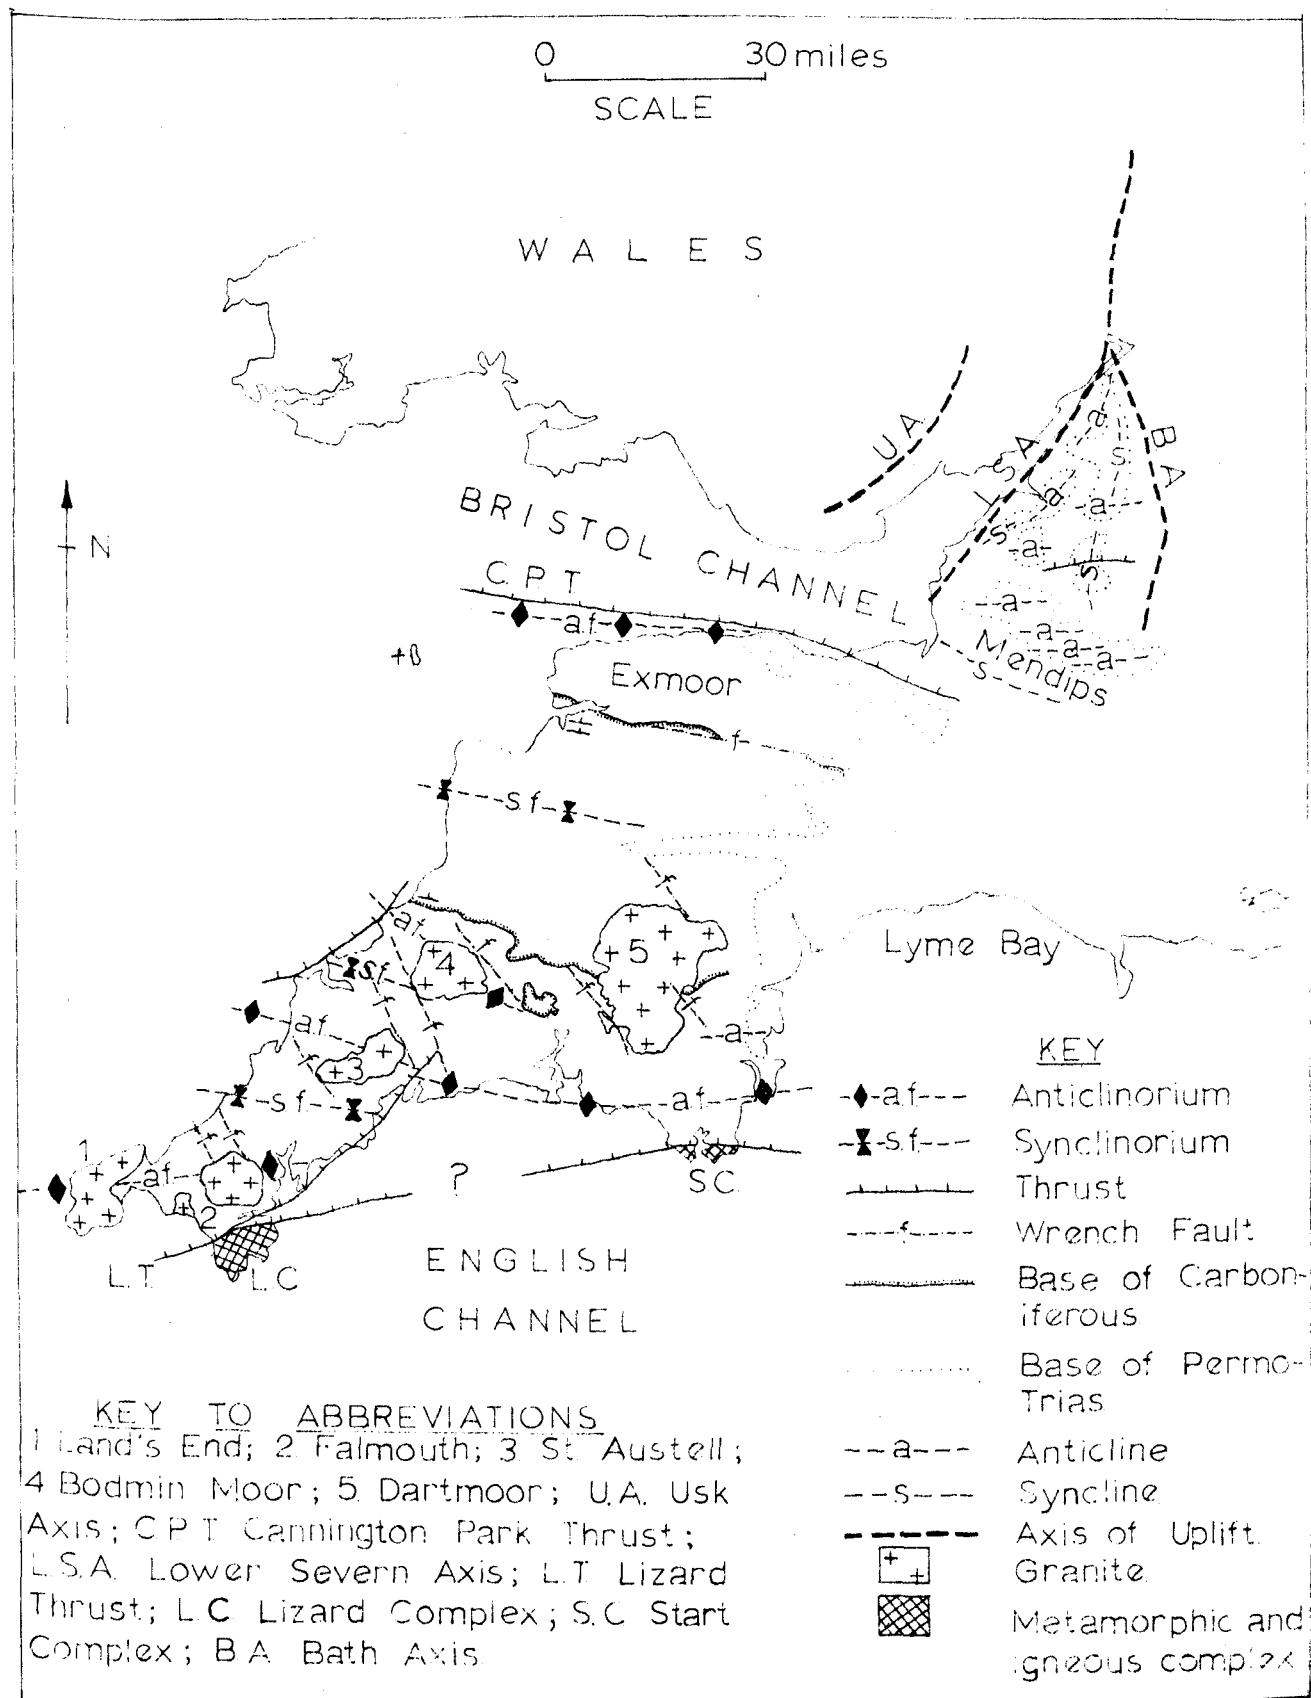 0 30 miles
SCALE
W A L E S
U A
L S A
B A
a
s
a
a
s
a
s
N
BRISTOL CHANNEL
C.P.T
a.f
a
a
a
a
Mendips
s
+B
Exmoor
f
s.f
f
a.f
f
5
4
s.f
Lyme Bay
f
f
f
f
a.f
f
3
a
s.f
a.f
1
f
f
a.f
2
?
S.C.
L.T.
L.C
ENGLISH
CHANNEL
KEY
a.f Anticlinorium
s.f Synclinorium
Thrust
f Wrench Fault
Base of Carbon-
iferous
Base of Permo-
Trias
a Anticline
s Syncline
Axis of Uplift
Granite
Metamorphic and
igneous complex
KEY TO ABBREVIATIONS
1 Land's End; 2. Falmouth; 3 St. Austell;
4 Bodmin Moor; 5. Dartmoor; U.A. Usk
Axis; C.P.T Cannington Park Thrust;
L.S.A. Lower Severn Axis; L.T. Lizard
Thrust; L.C Lizard Complex; S.C Start
Complex; B.A. Bath Axis.